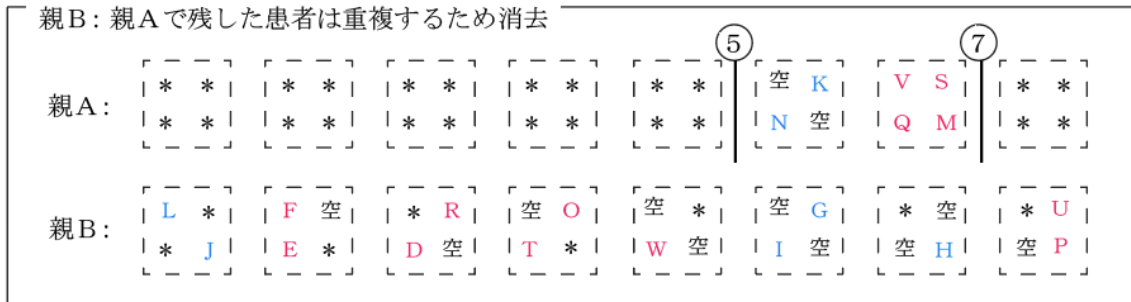 親B: 親Aで残した患者は重複するため消去
⑤ ⑦
親A: * * * * * * * * * * 空 K V S * *
* * * * * * * * * * N 空 Q M * *
親B: L * F 空 * R 空 O 空 * 空 G * 空 * U
* J E * D 空 T * W 空 I 空 空 H 空 P